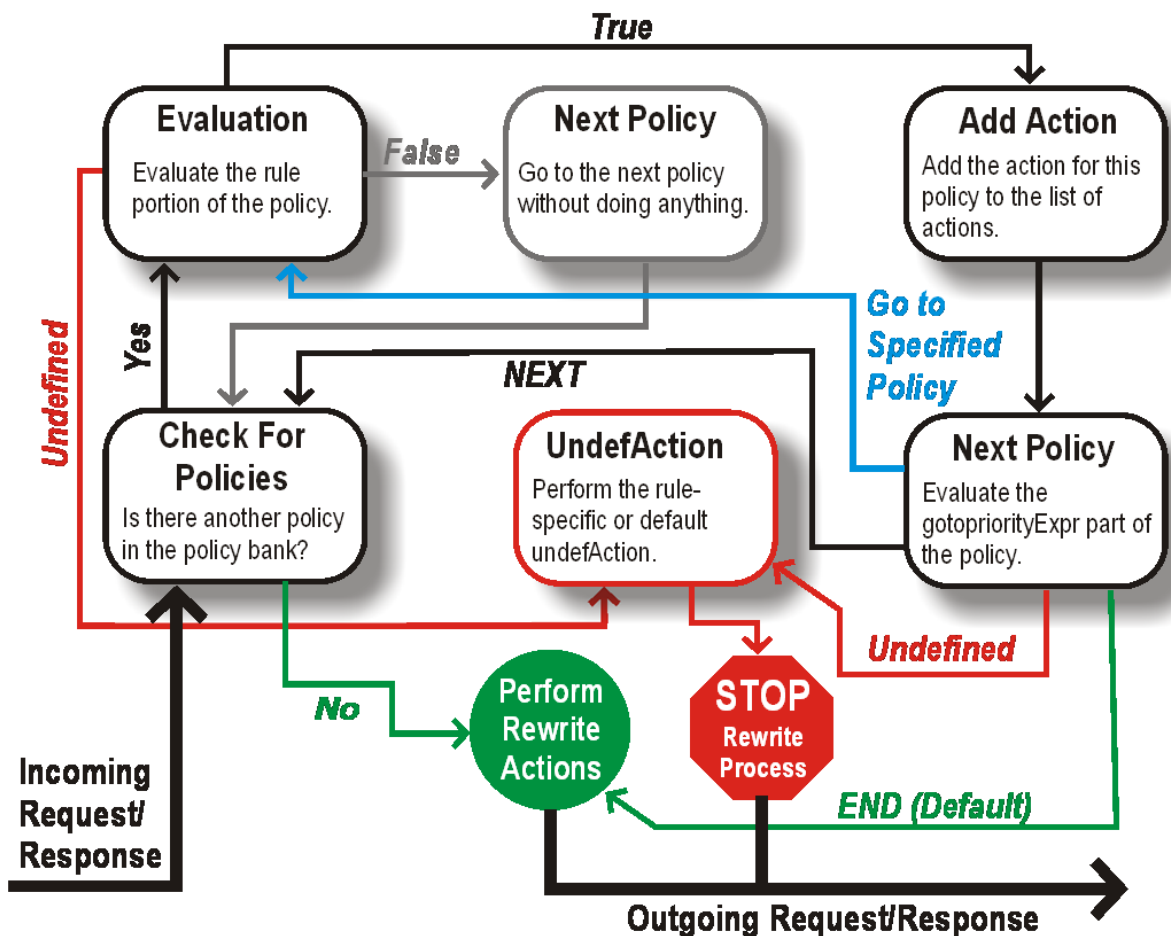 True
Evaluation
Evaluate the rule
portion of the policy.
False
Next Policy
Go to the next policy
without doing anything.
Add Action
Add the action for this
policy to the list of
actions.
Undefined
Yes
Go to
Specified
Policy
NEXT
Check For
Policies
Is there another policy
in the policy bank?
UndefAction
Perform the rule-
specific or default
undefAction.
Next Policy
Evaluate the
gotopriorityExpr part of
the policy.
Undefined
No
Perform
Rewrite
Actions
STOP
Rewrite
Process
END (Default)
Incoming
Request/
Response
Outgoing Request/Response